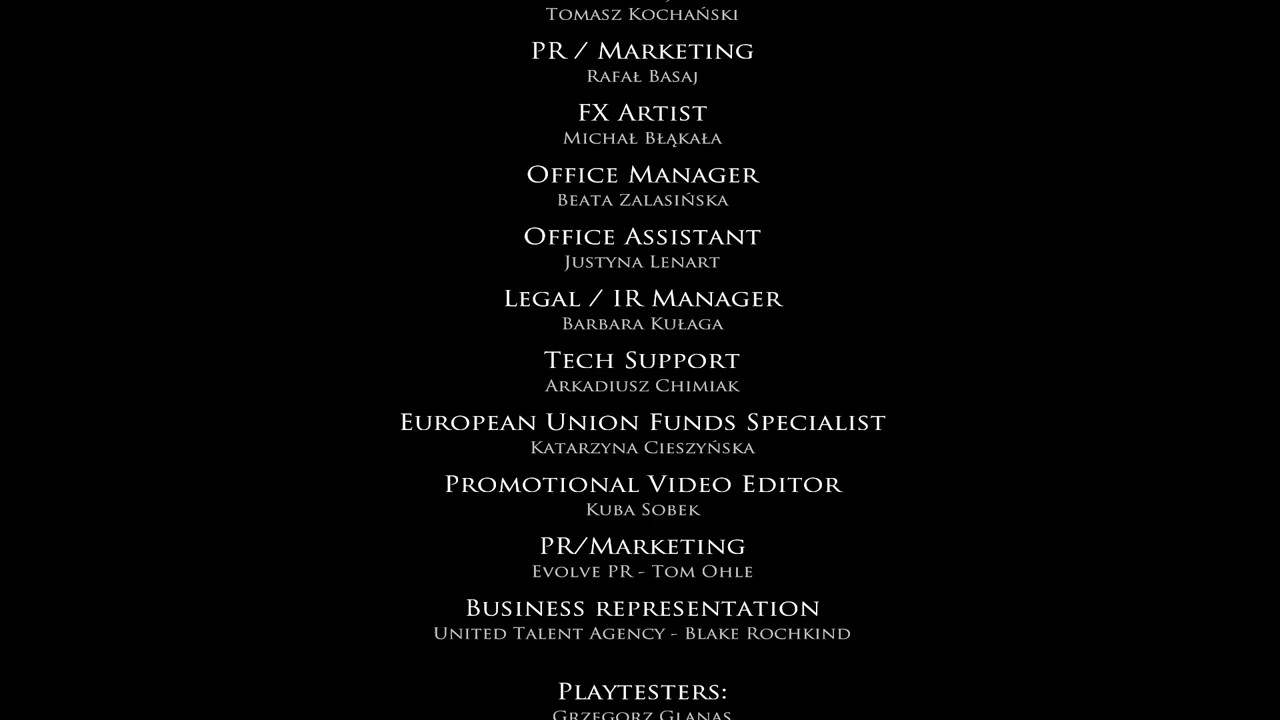 Tomasz Kochański
PR / Marketing
Rafał Basaj
FX Artist
Michał Błąkała
Office Manager
Beata Zalasińska
Office Assistant
Justyna Lenart
Legal / IR Manager
Barbara Kułaga
Tech Support
Arkadiusz Chimiak
European Union Funds Specialist
Katarzyna Cieszyńska
Promotional Video Editor
Kuba Sobek
PR/Marketing
Evolve PR - Tom Ohle
Business representation
United Talent Agency - Blake Rochkind
Playtesters:
Grzegorz Glanas